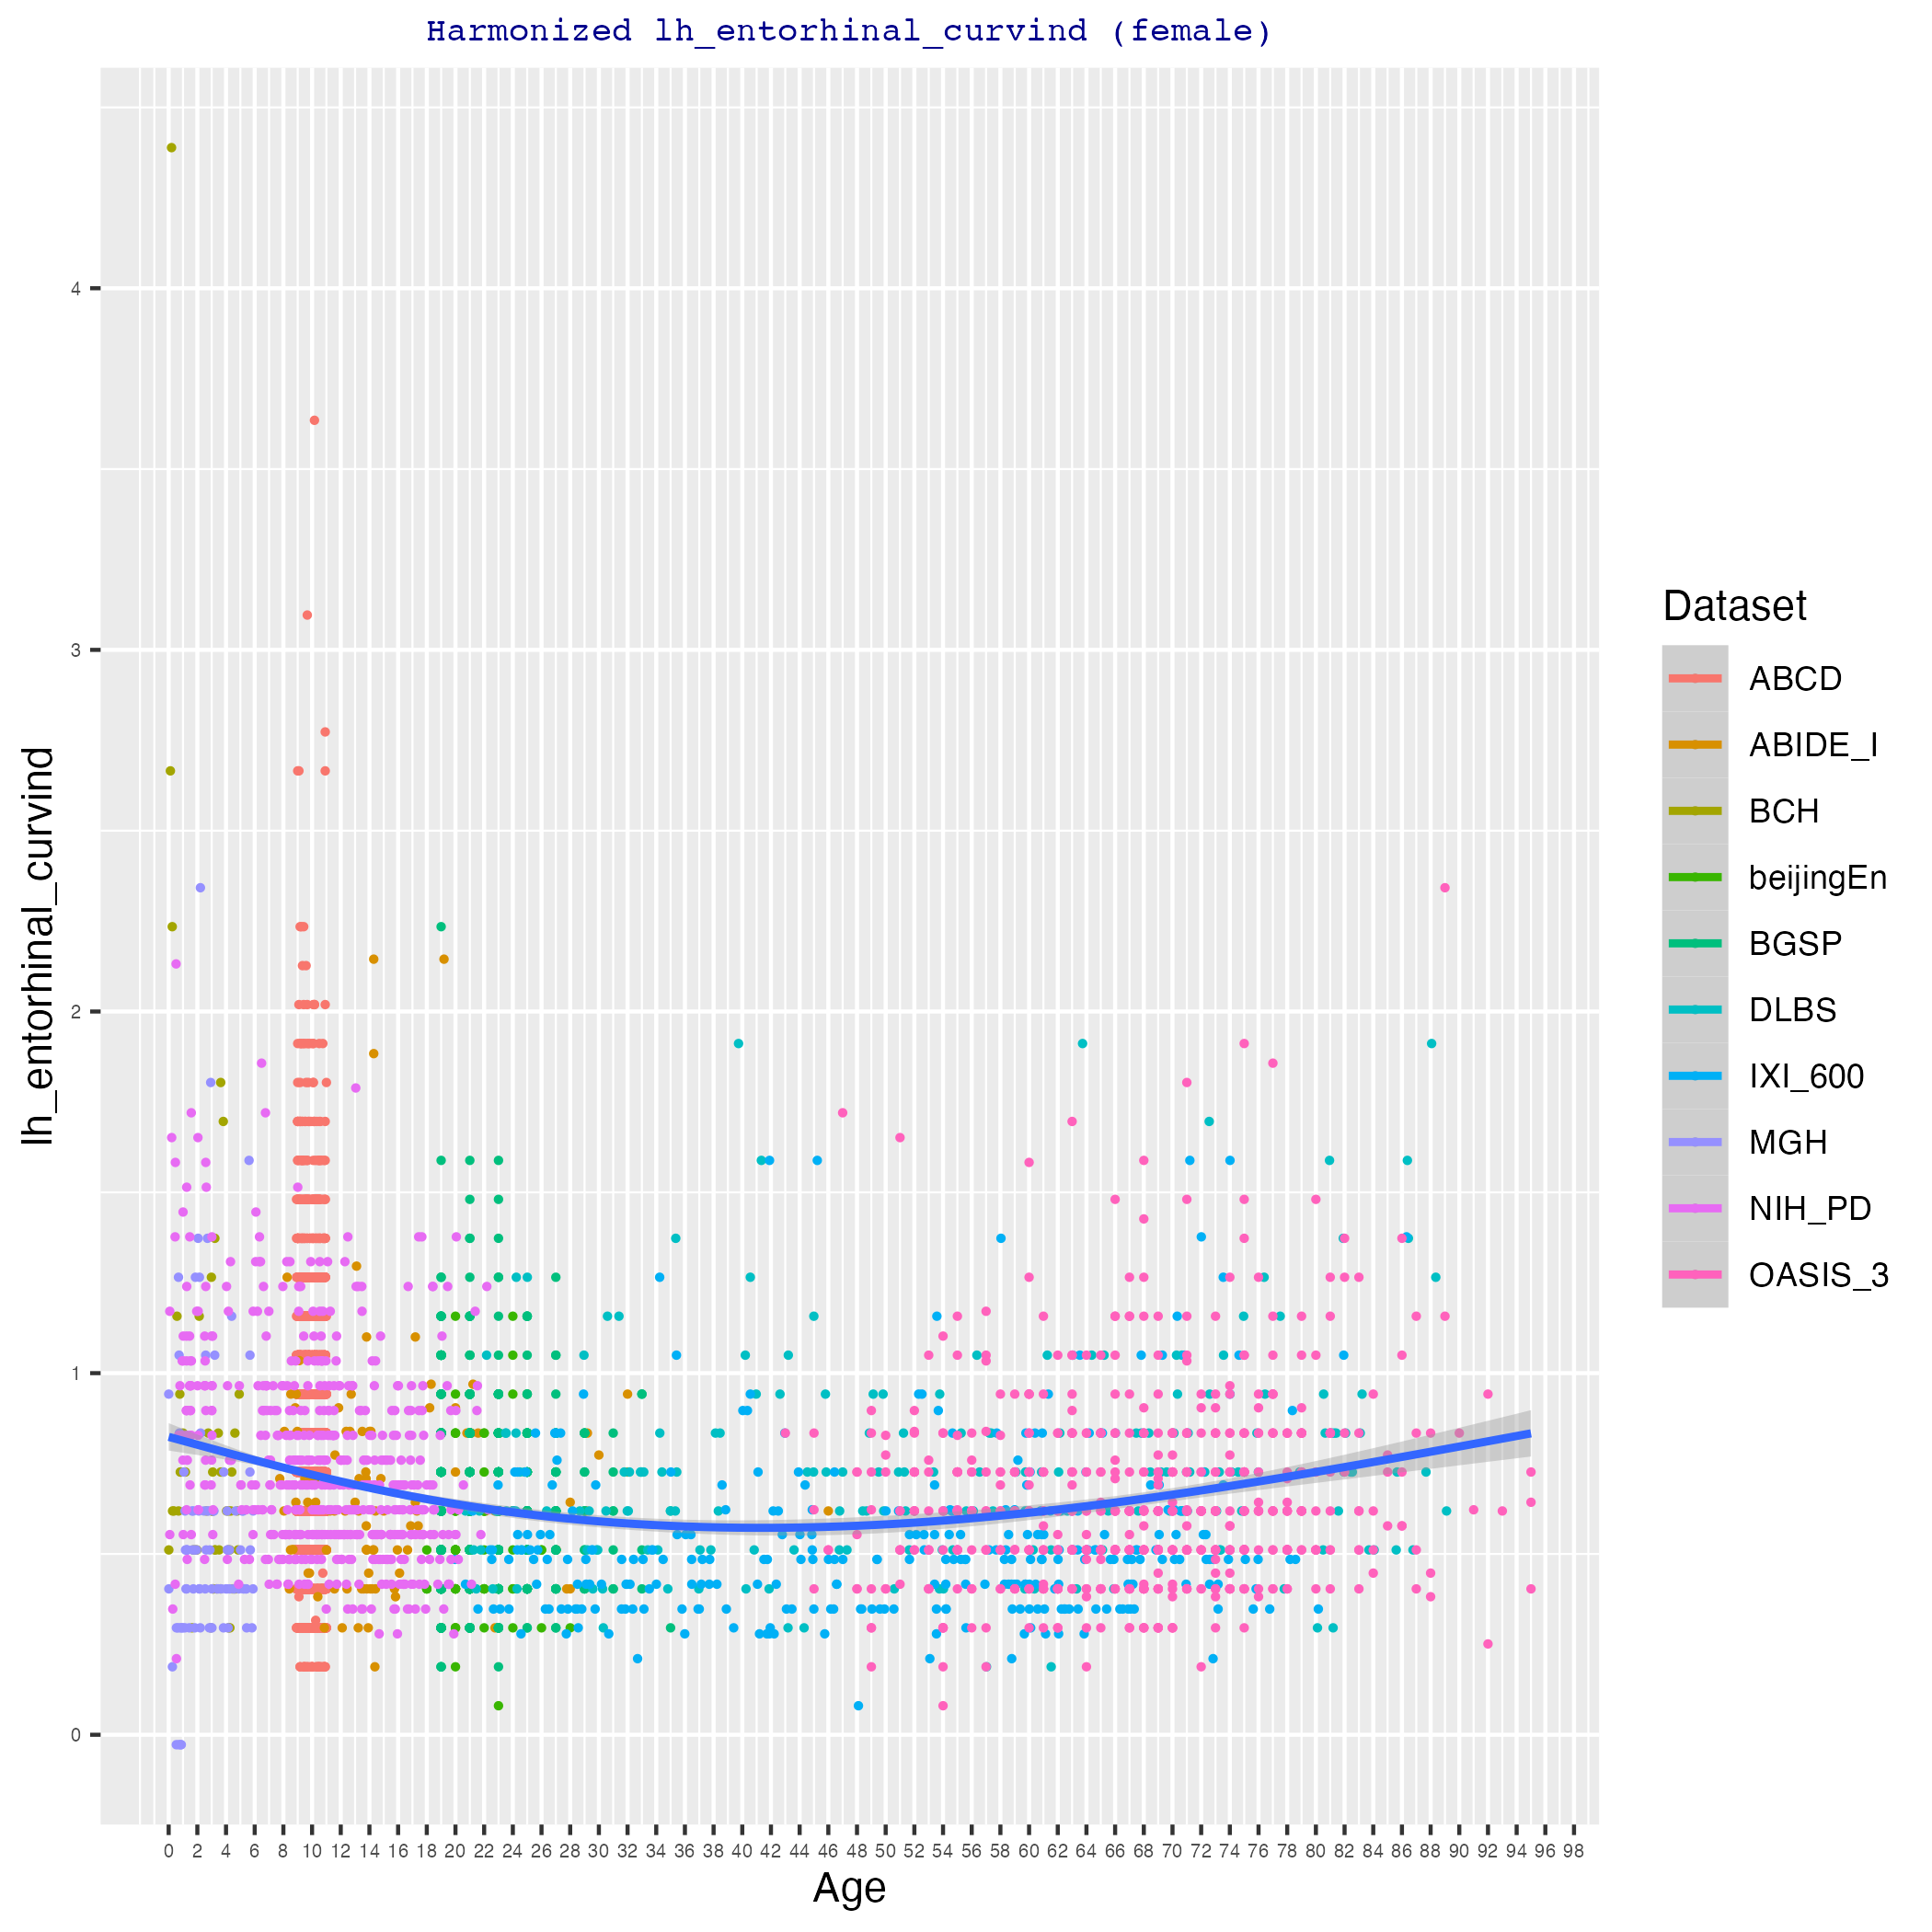 Harmonized lh_entorhinal_curvind (female)
lh_entorhinal_curvind
4
3
2
1
0
0 2 4 6 8 10 12 14 16 18 20 22 24 26 28 30 32 34 36 38 40 42 44 46 48 50 52 54 56 58 60 62 64 66 68 70 72 74 76 78 80 82 84 86 88 90 92 94 96 98
Age
Dataset
ABCD
ABIDE_I
BCH
beijingEn
BGSP
DLBS
IXI_600
MGH
NIH_PD
OASIS_3